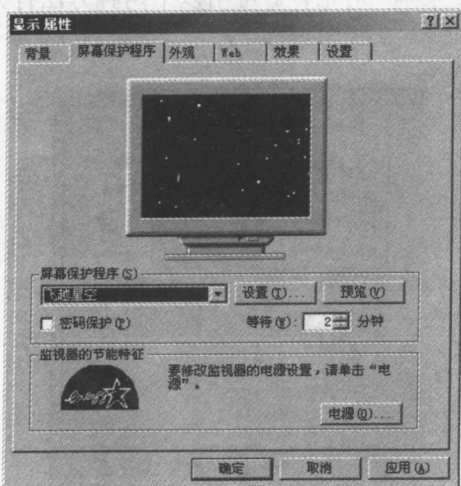 显示 属性
背景 屏幕保护程序 外观 Web 效果 设置
屏幕保护程序(S)
飞越星空 设置(T)... 预览(V)
密码保护(P) 等待(W): 2 分钟
监视器的节能特征
要修改监视器的电源设置，请单击“电
源”。
energy
电源(O)...
确定 取消 应用(A)